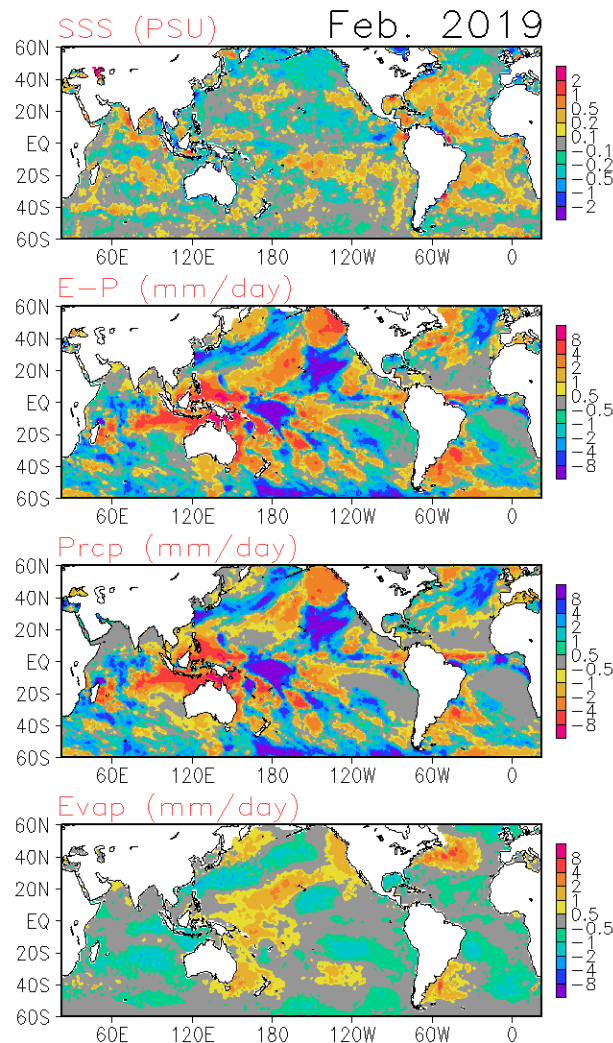 SSS (PSU) Feb. 2019
60N
40N
20N
EQ
20S
40S
60S
60E 120E 180 120W 60W 0
2
1
0.5
0.2
0.1
-0.1
-0.2
-0.5
-1
-2
E-P (mm/day)
60N
40N
20N
EQ
20S
40S
60S
60E 120E 180 120W 60W 0
8
4
2
1
0.5
-0.5
-1
-2
-4
-8
Prcp (mm/day)
60N
40N
20N
EQ
20S
40S
60S
60E 120E 180 120W 60W 0
8
4
2
1
0.5
-0.5
-1
-2
-4
-8
Evap (mm/day)
60N
40N
20N
EQ
20S
40S
60S
60E 120E 180 120W 60W 0
8
4
2
1
0.5
-0.5
-1
-2
-4
-8